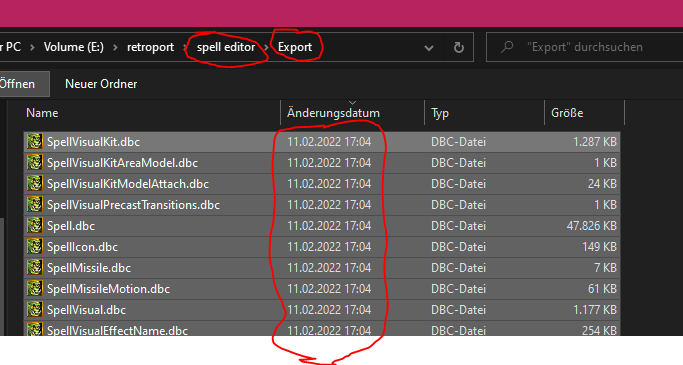 r PC > Volume (E:) > retroport > spell editor > Export
"Export" durchsuchen
Öffnen Neuer Ordner
Name Änderungsdatum Typ Größe
SpellVisualKit.dbc 11.02.2022 17:04 DBC-Datei 1.287 KB
SpellVisualKitAreaModel.dbc 11.02.2022 17:04 DBC-Datei 1 KB
SpellVisualKitModelAttach.dbc 11.02.2022 17:04 DBC-Datei 24 KB
SpellVisualPrecastTransitions.dbc 11.02.2022 17:04 DBC-Datei 1 KB
Spell.dbc 11.02.2022 17:04 DBC-Datei 47.826 KB
SpellIcon.dbc 11.02.2022 17:04 DBC-Datei 149 KB
SpellMissile.dbc 11.02.2022 17:04 DBC-Datei 7 KB
SpellMissileMotion.dbc 11.02.2022 17:04 DBC-Datei 61 KB
SpellVisual.dbc 11.02.2022 17:04 DBC-Datei 1.177 KB
SpellVisualEffectName.dbc 11.02.2022 17:04 DBC-Datei 254 KB